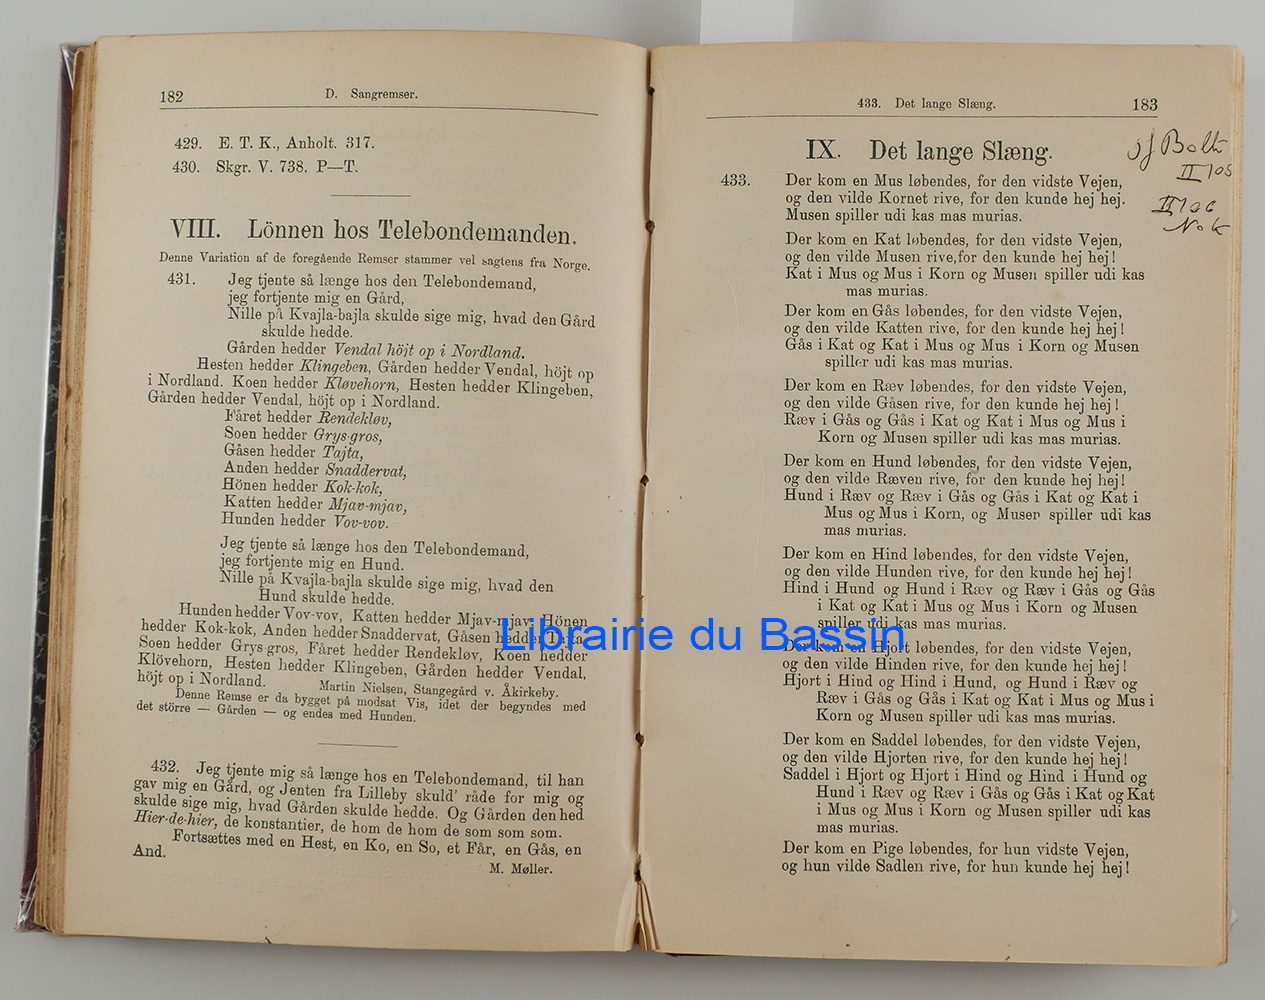 182
D. Sangremser.
429. E. T. K., Anholt. 317.
430. Skgr. V. 738. P—T.
VIII. Lönnen hos Telebondemanden.
Denne Variation af de foregående Remser stammer vel sagtens fra Norge.
431. Jeg tjente så længe hos den Telebondemand,
jeg fortjente mig en Gård,
Nille på Kvajla-bajla skulde sige mig, hvad den Gård
skulde hedde.
Gården hedder Vendal höjt op i Nordland.
Hesten hedder Klingeben, Gården hedder Vendal, höjt op
i Nordland. Koen hedder Kløvehorn, Hesten hedder Klingeben,
Gården hedder Vendal, höjt op i Nordland.
Fåret hedder Rendekløv,
Soen hedder Grys-gros,
Gåsen hedder Tajta,
Anden hedder Snaddervat,
Hönen hedder Kok-kok,
Katten hedder Mjav-mjav,
Hunden hedder Vov-vov.
Jeg tjente så længe hos den Telebondemand,
jeg fortjente mig en Hund.
Nille på Kvajla-bajla skulde sige mig, hvad den
Hund skulde hedde.
Hunden hedder Vov-vov, Katten hedder Mjav-mjav, Hönen
hedder Kok-kok, Anden hedder Snaddervat, Gåsen hedder Tajta,
Soen hedder Grys gros, Fåret hedder Rendekløv, Koen hedder
Klövehorn, Hesten hedder Klingeben, Gården hedder Vendal,
höjt op i Nordland.
Martin Nielsen, Stangegård v. Åkirkeby.
Denne Remse er da bygget på modsat Vis, idet der begyndes med
det större — Gården — og endes med Hunden.
432. Jeg tjente mig så længe hos en Telebondemand, til han
gav mig en Gård, og Jenten fra Lilleby skuld' råde for mig og
skulde sige mig, hvad Gården skulde hedde. Og Gården den hed
Hier-de-hier, de konstantier, de hom de hom de som som som.
Fortsættes med en Hest, en Ko, en So, et Får, en Gås, en
And.
M. Møller.
433. Det lange Slæng.
183
IX. Det lange Slæng.
433. Der kom en Mus løbendes, for den vidste Vejen,
og den vilde Kornet rive, for den kunde hej hej.
Musen spiller udi kas mas murias.
Der kom en Kat løbendes, for den vidste Vejen,
og den vilde Musen rive, for den kunde hej hej!
Kat i Mus og Mus i Korn og Musen spiller udi kas
mas murias.
Der kom en Gås løbendes, for den vidste Vejen,
og den vilde Katten rive, for den kunde hej hej!
Gås i Kat og Kat i Mus og Mus i Korn og Musen
spiller udi kas mas murias.
Der kom en Ræv løbendes, for den vidste Vejen,
og den vilde Gåsen rive, for den kunde hej hej!
Ræv i Gås og Gås i Kat og Kat i Mus og Mus i
Korn og Musen spiller udi kas mas murias.
Der kom en Hund løbendes, for den vidste Vejen,
og den vilde Ræven rive, for den kunde hej hej!
Hund i Ræv og Ræv i Gås og Gås i Kat og Kat i
Mus og Mus i Korn, og Musen spiller udi kas
mas murias.
Der kom en Hind løbendes, for den vidste Vejen,
og den vilde Hunden rive, for den kunde hej hej!
Hind i Hund og Hund i Ræv og Ræv i Gås og Gås
i Kat og Kat i Mus og Mus i Korn og Musen
spiller udi kas mas murias.
Der kom en Hjort løbendes, for den vidste Vejen,
og den vilde Hinden rive, for den kunde hej hej!
Hjort i Hind og Hind i Hund, og Hund i Ræv og
Ræv i Gås og Gås i Kat og Kat i Mus og Mus i
Korn og Musen spiller udi kas mas murias.
Der kom en Saddel løbendes, for den vidste Vejen,
og den vilde Hjorten rive, for den kunde hej hej!
Saddel i Hjort og Hjort i Hind og Hind i Hund og
Hund i Ræv og Ræv i Gås og Gås i Kat og Kat
i Mus og Mus i Korn og Musen spiller udi kas
mas murias.
Der kom en Pige løbendes, for hun vidste Vejen,
og hun vilde Sadlen rive, for hun kunde hej hej!
Librairie du Bassin